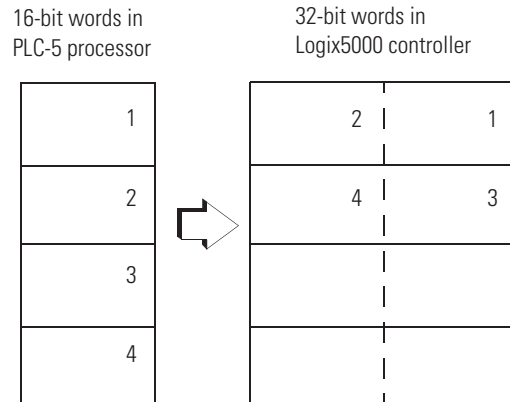 16-bit words in
PLC-5 processor
32-bit words in
Logix5000 controller
1
2
3
4
2 1
4 3